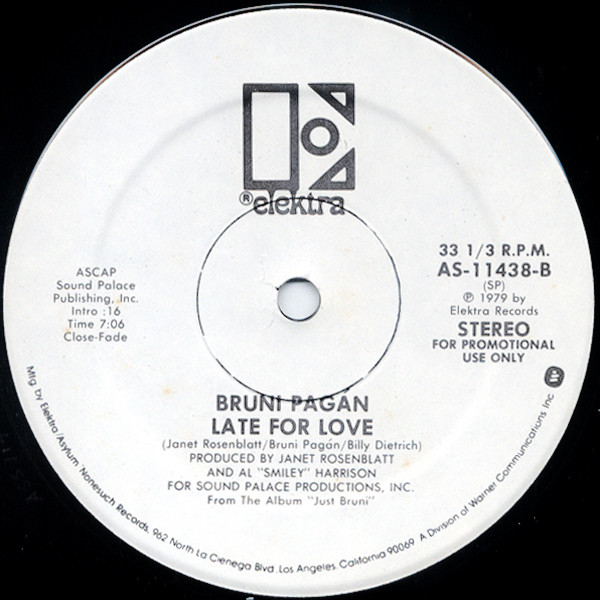 ® elektra
ASCAP
Sound Palace
Publishing, Inc.
Intro :16
Time 7:06
Close-Fade
33 1/3 R.P.M.
AS-11438-B
(SP)
℗ 1979 by
Elektra Records
STEREO
FOR PROMOTIONAL
USE ONLY
BRUNI PAGÁN
LATE FOR LOVE
(Janet Rosenblatt/Bruni Pagán/Billy Dietrich)
PRODUCED BY JANET ROSENBLATT
AND AL "SMILEY" HARRISON
FOR SOUND PALACE PRODUCTIONS, INC.
From The Album "Just Bruni"
Mfg by Elektra/Asylum/Nonesuch Records, 962 North La Cienega Blvd., Los Angeles, California 90069 A Division of Warner Communications Inc